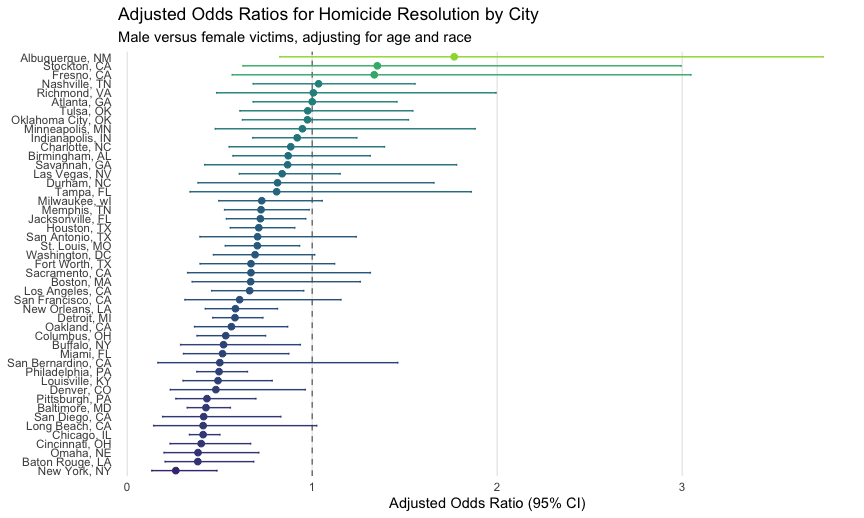 Adjusted Odds Ratios for Homicide Resolution by City
Male versus female victims, adjusting for age and race
Albuquerque, NM
Stockton, CA
Fresno, CA
Nashville, TN
Richmond, VA
Atlanta, GA
Tulsa, OK
Oklahoma City, OK
Minneapolis, MN
Indianapolis, IN
Charlotte, NC
Birmingham, AL
Savannah, GA
Las Vegas, NV
Durham, NC
Tampa, FL
Milwaukee, wI
Memphis, TN
Jacksonville, FL
Houston, TX
San Antonio, TX
St. Louis, MO
Washington, DC
Fort Worth, TX
Sacramento, CA
Boston, MA
Los Angeles, CA
San Francisco, CA
New Orleans, LA
Detroit, MI
Oakland, CA
Columbus, OH
Buffalo, NY
Miami, FL
San Bernardino, CA
Philadelphia, PA
Louisville, KY
Denver, CO
Pittsburgh, PA
Baltimore, MD
San Diego, CA
Long Beach, CA
Chicago, IL
Cincinnati, OH
Omaha, NE
Baton Rouge, LA
New York, NY
0 1 2 3
Adjusted Odds Ratio (95% CI)